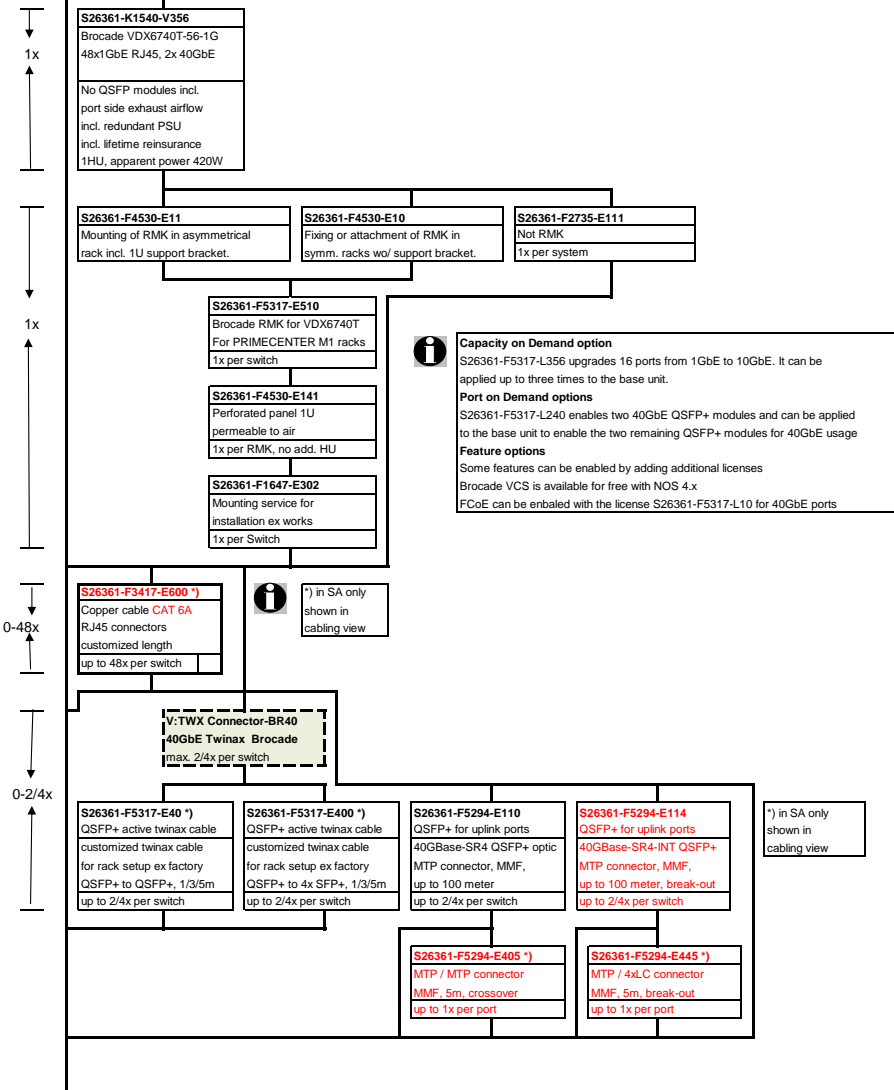 S26361-K1540-V356
Brocade VDX6740T-56-1G
48x1GbE RJ45, 2x 40GbE
1x
No QSFP modules incl.
port side exhaust airflow
incl. redundant PSU
incl. lifetime reinsurance
1HU, apparent power 420W
S26361-F4530-E11
Mounting of RMK in asymmetrical
rack incl. 1U support bracket.
S26361-F4530-E10
Fixing or attachment of RMK in
symm. racks wo/ support bracket.
S26361-F2735-E111
Not RMK
1x per system
1x
S26361-F5317-E510
Brocade RMK for VDX6740T
For PRIMECENTER M1 racks
1x per switch
S26361-F4530-E141
Perforated panel 1U
permeable to air
1x per RMK, no add. HU
S26361-F1647-E302
Mounting service for
installation ex works
1x per Switch
Capacity on Demand option
S26361-F5317-L356 upgrades 16 ports from 1GbE to 10GbE. It can be
applied up to three times to the base unit.
Port on Demand options
S26361-F5317-L240 enables two 40GbE QSFP+ modules and can be applied
to the base unit to enable the two remaining QSFP+ modules for 40GbE usage
Feature options
Some features can be enabled by adding additional licenses
Brocade VCS is available for free with NOS 4.x
FCoE can be enbaled with the license S26361-F5317-L10 for 40GbE ports
0-48x
S26361-F3417-E600 *)
Copper cable CAT 6A
RJ45 connectors
customized length
up to 48x per switch
*) in SA only
shown in
cabling view
V:TWX Connector-BR40
40GbE Twinax  Brocade
max. 2/4x per switch
0-2/4x
S26361-F5317-E40 *)
QSFP+ active twinax cable
customized twinax cable
for rack setup ex factory
QSFP+ to QSFP+, 1/3/5m
up to 2/4x per switch
S26361-F5317-E400 *)
QSFP+ active twinax cable
customized twinax cable
for rack setup ex factory
QSFP+ to 4x SFP+, 1/3/5m
up to 2/4x per switch
S26361-F5294-E110
QSFP+ for uplink ports
40GBase-SR4 QSFP+ optic
MTP connector, MMF,
up to 100 meter
up to 2/4x per switch
S26361-F5294-E114
QSFP+ for uplink ports
40GBase-SR4-INT QSFP+
MTP connector, MMF,
up to 100 meter, break-out
up to 2/4x per switch
*) in SA only
shown in
cabling view
S26361-F5294-E405 *)
MTP / MTP connector
MMF, 5m, crossover
up to 1x per port
S26361-F5294-E445 *)
MTP / 4xLC connector
MMF, 5m, break-out
up to 1x per port